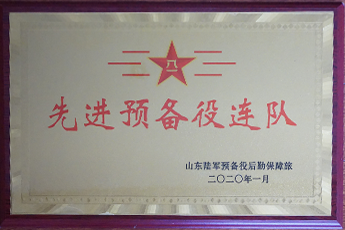 八一
先进预备役连队
山东陆军预备役后勤保障旅
二〇二〇年一月